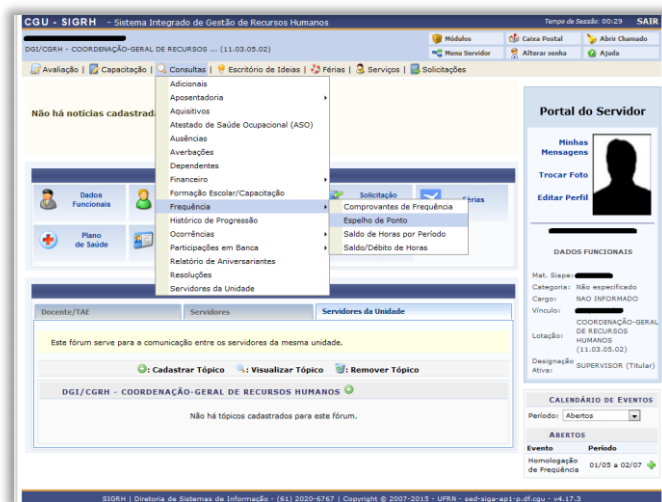 CGU - SIGRH - Sistema Integrado de Gestão de Recursos Humanos
Tempo de Sessão: 00:29 SAIR
DGI/CGRH - COORDENAÇÃO-GERAL DE RECURSOS ... (11.03.05.02)
Módulos Caixa Postal Abrir Chamado
Menu Servidor Alterar senha Ajuda
Avaliação | Capacitação | Consultas | Escritório de Ideias | Férias | Serviços | Solicitações
Não há notícias cadastrad
Adicionais
Aposentadoria
Aquisitivos
Atestado de Saúde Ocupacional (ASO)
Ausências
Averbações
Dependentes
Financeiro
Formação Escolar/Capacitação
Frequência
Histórico de Progressão
Ocorrências
Participações em Banca
Relatório de Aniversariantes
Resoluções
Servidores da Unidade
Comprovantes de Frequência
Espelho de Ponto
Saldo de Horas por Período
Saldo/Débito de Horas
Dados
Funcionais
Solicitação
Férias
Plano
de Saúde
Docente/TAE Servidores Servidores da Unidade
Este fórum serve para a comunicação entre os servidores da mesma
unidade.
: Cadastrar Tópico : Visualizar Tópico : Remover Tópico
DGI/CGRH - COORDENAÇÃO-GERAL DE RECURSOS HUMANOS
Não há tópicos cadastrados para este fórum.
Portal do Servidor
Minhas
Mensagens
Trocar Foto
Editar Perfil
DADOS FUNCIONAIS
Mat. Siape:
Categoria: Não especificado
Cargo: NAO INFORMADO
Vínculo:
Lotação: COORDENAÇÃO-GERAL
DE RECURSOS
HUMANOS
(11.03.05.02)
Designação
Ativa: SUPERVISOR (Titular)
CALENDÁRIO DE EVENTOS
Período: Abertos
ABERTOS
Evento Período
Homologação
de Freqüência 01/05 a 02/07
SIGRH | Diretoria de Sistemas de Informação - (61) 2020-6767 | Copyright © 2007-2015 - UFRN - sed-siga-ap1-p.df.cgu - v4.17.3